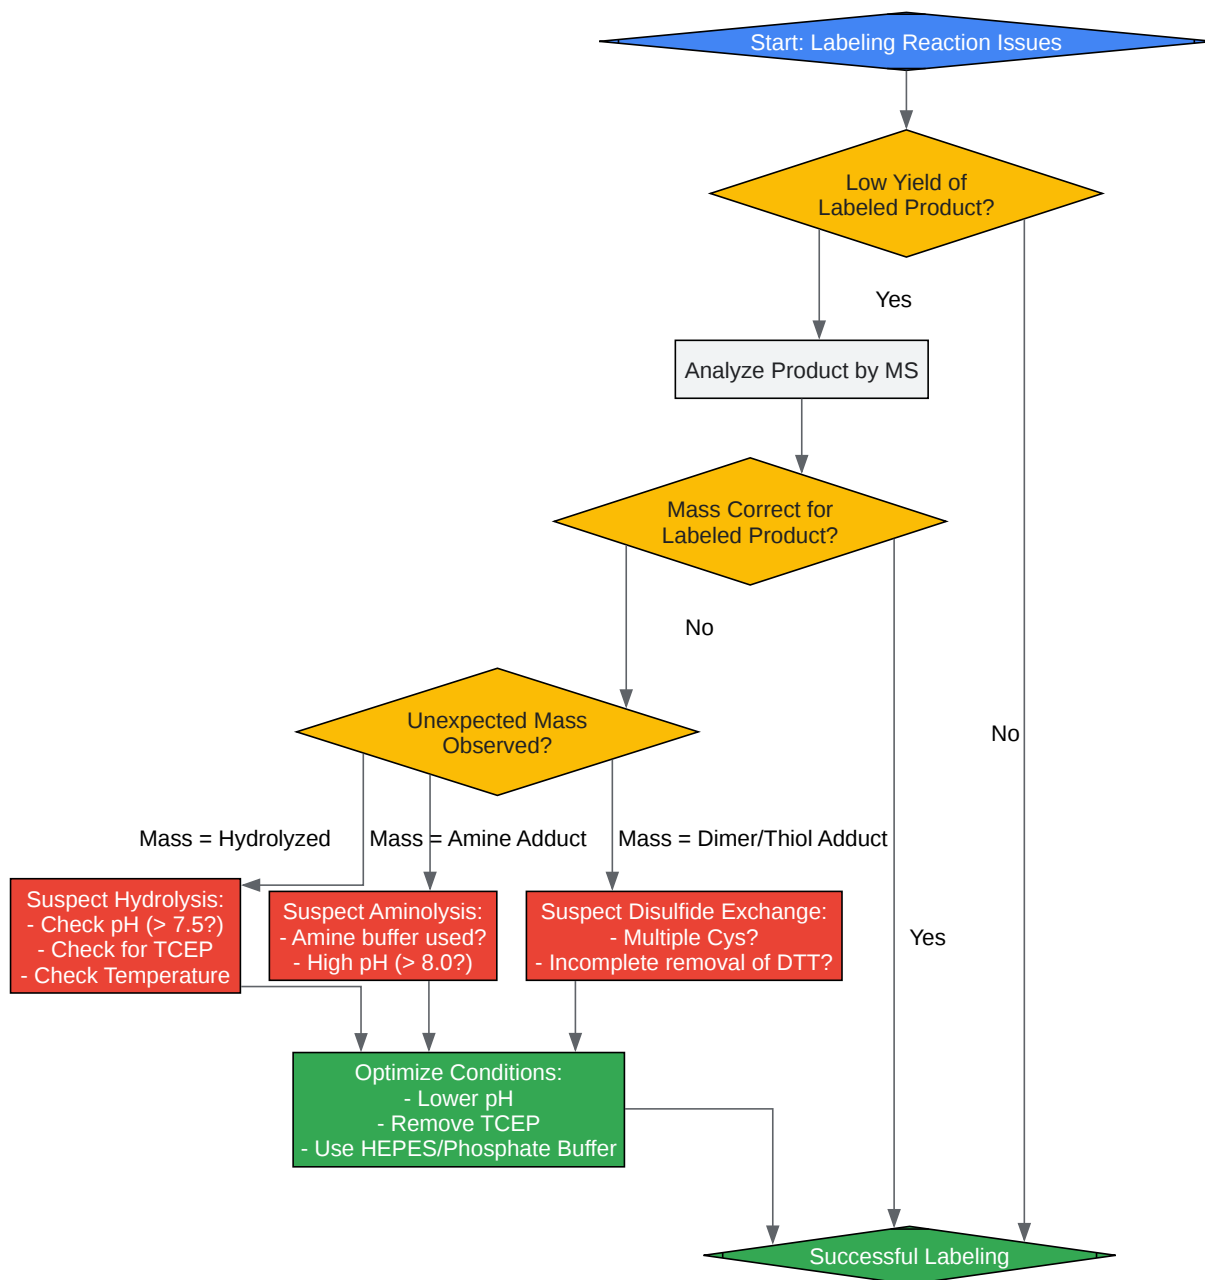 Start: Labeling Reaction Issues
Low Yield of
Labeled Product?
Yes
Analyze Product by MS
Mass Correct for
Labeled Product?
No
Unexpected Mass
Observed?
No
Mass = Hydrolyzed
Mass = Amine Adduct
Mass = Dimer/Thiol Adduct
Suspect Hydrolysis:
- Check pH (> 7.5?)
- Check for TCEP
- Check Temperature
Suspect Aminolysis:
- Amine buffer used?
- High pH (> 8.0?)
Suspect Disulfide Exchange:
- Multiple Cys?
- Incomplete removal of DTT?
Yes
Optimize Conditions:
- Lower pH
- Remove TCEP
- Use HEPES/Phosphate Buffer
Successful Labeling